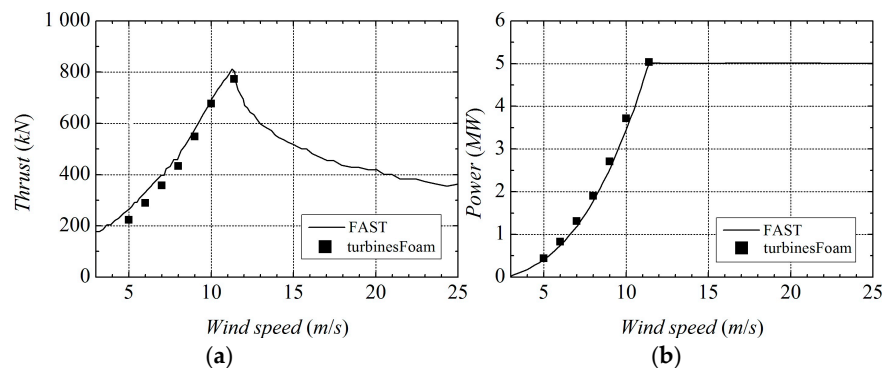 1 000
800
600
400
200
0
5 10 15 20 25
Thrust (kN)
Wind speed (m/s)
FAST
turbinesFoam
(a)
6
5
4
3
2
1
0
5 10 15 20 25
Power (MW)
Wind speed (m/s)
FAST
turbinesFoam
(b)